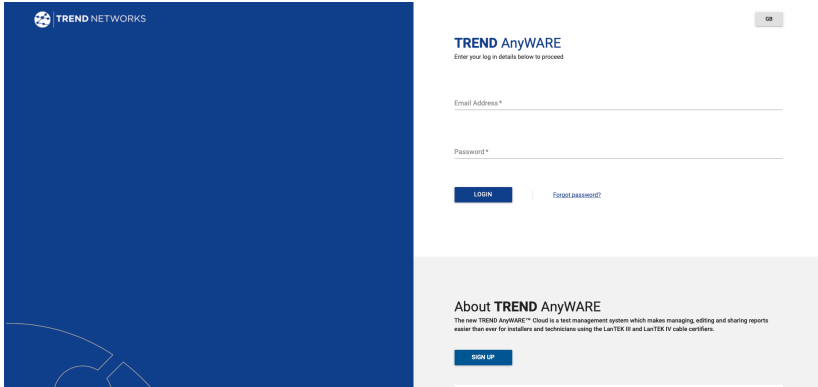 TREND NETWORKS
GB
TREND AnyWARE
Enter your log in details below to proceed
Email Address *
Password *
LOGIN
Forgot password?
About TREND AnyWARE
The new TREND AnyWARE™ Cloud is a test management system which makes managing, editing and sharing reports
easier than ever for installers and technicians using the LanTEK III and LanTEK IV cable certifiers.
SIGN UP